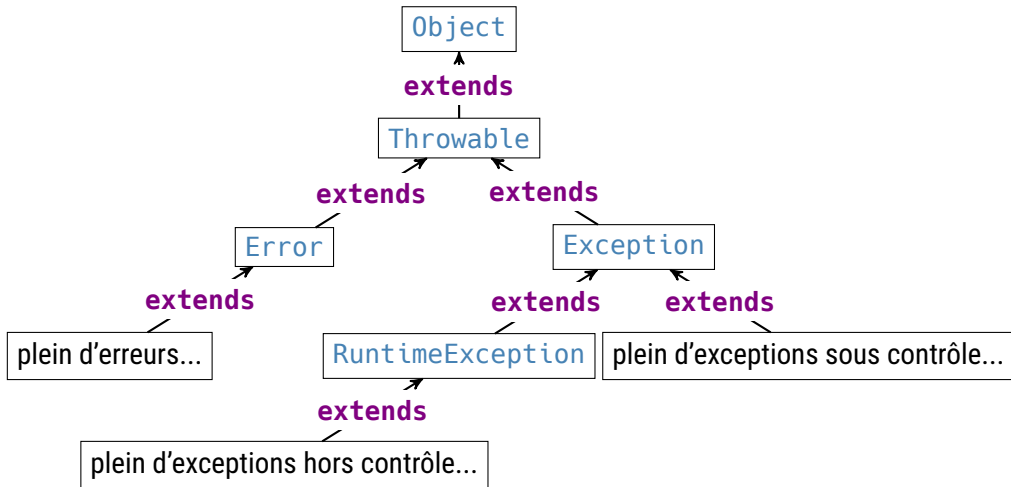 Object
extends
Throwable
extends extends
Error Exception
extends extends extends
plein d’erreurs... RuntimeException plein d’exceptions sous contrôle...
extends
plein d’exceptions hors contrôle...